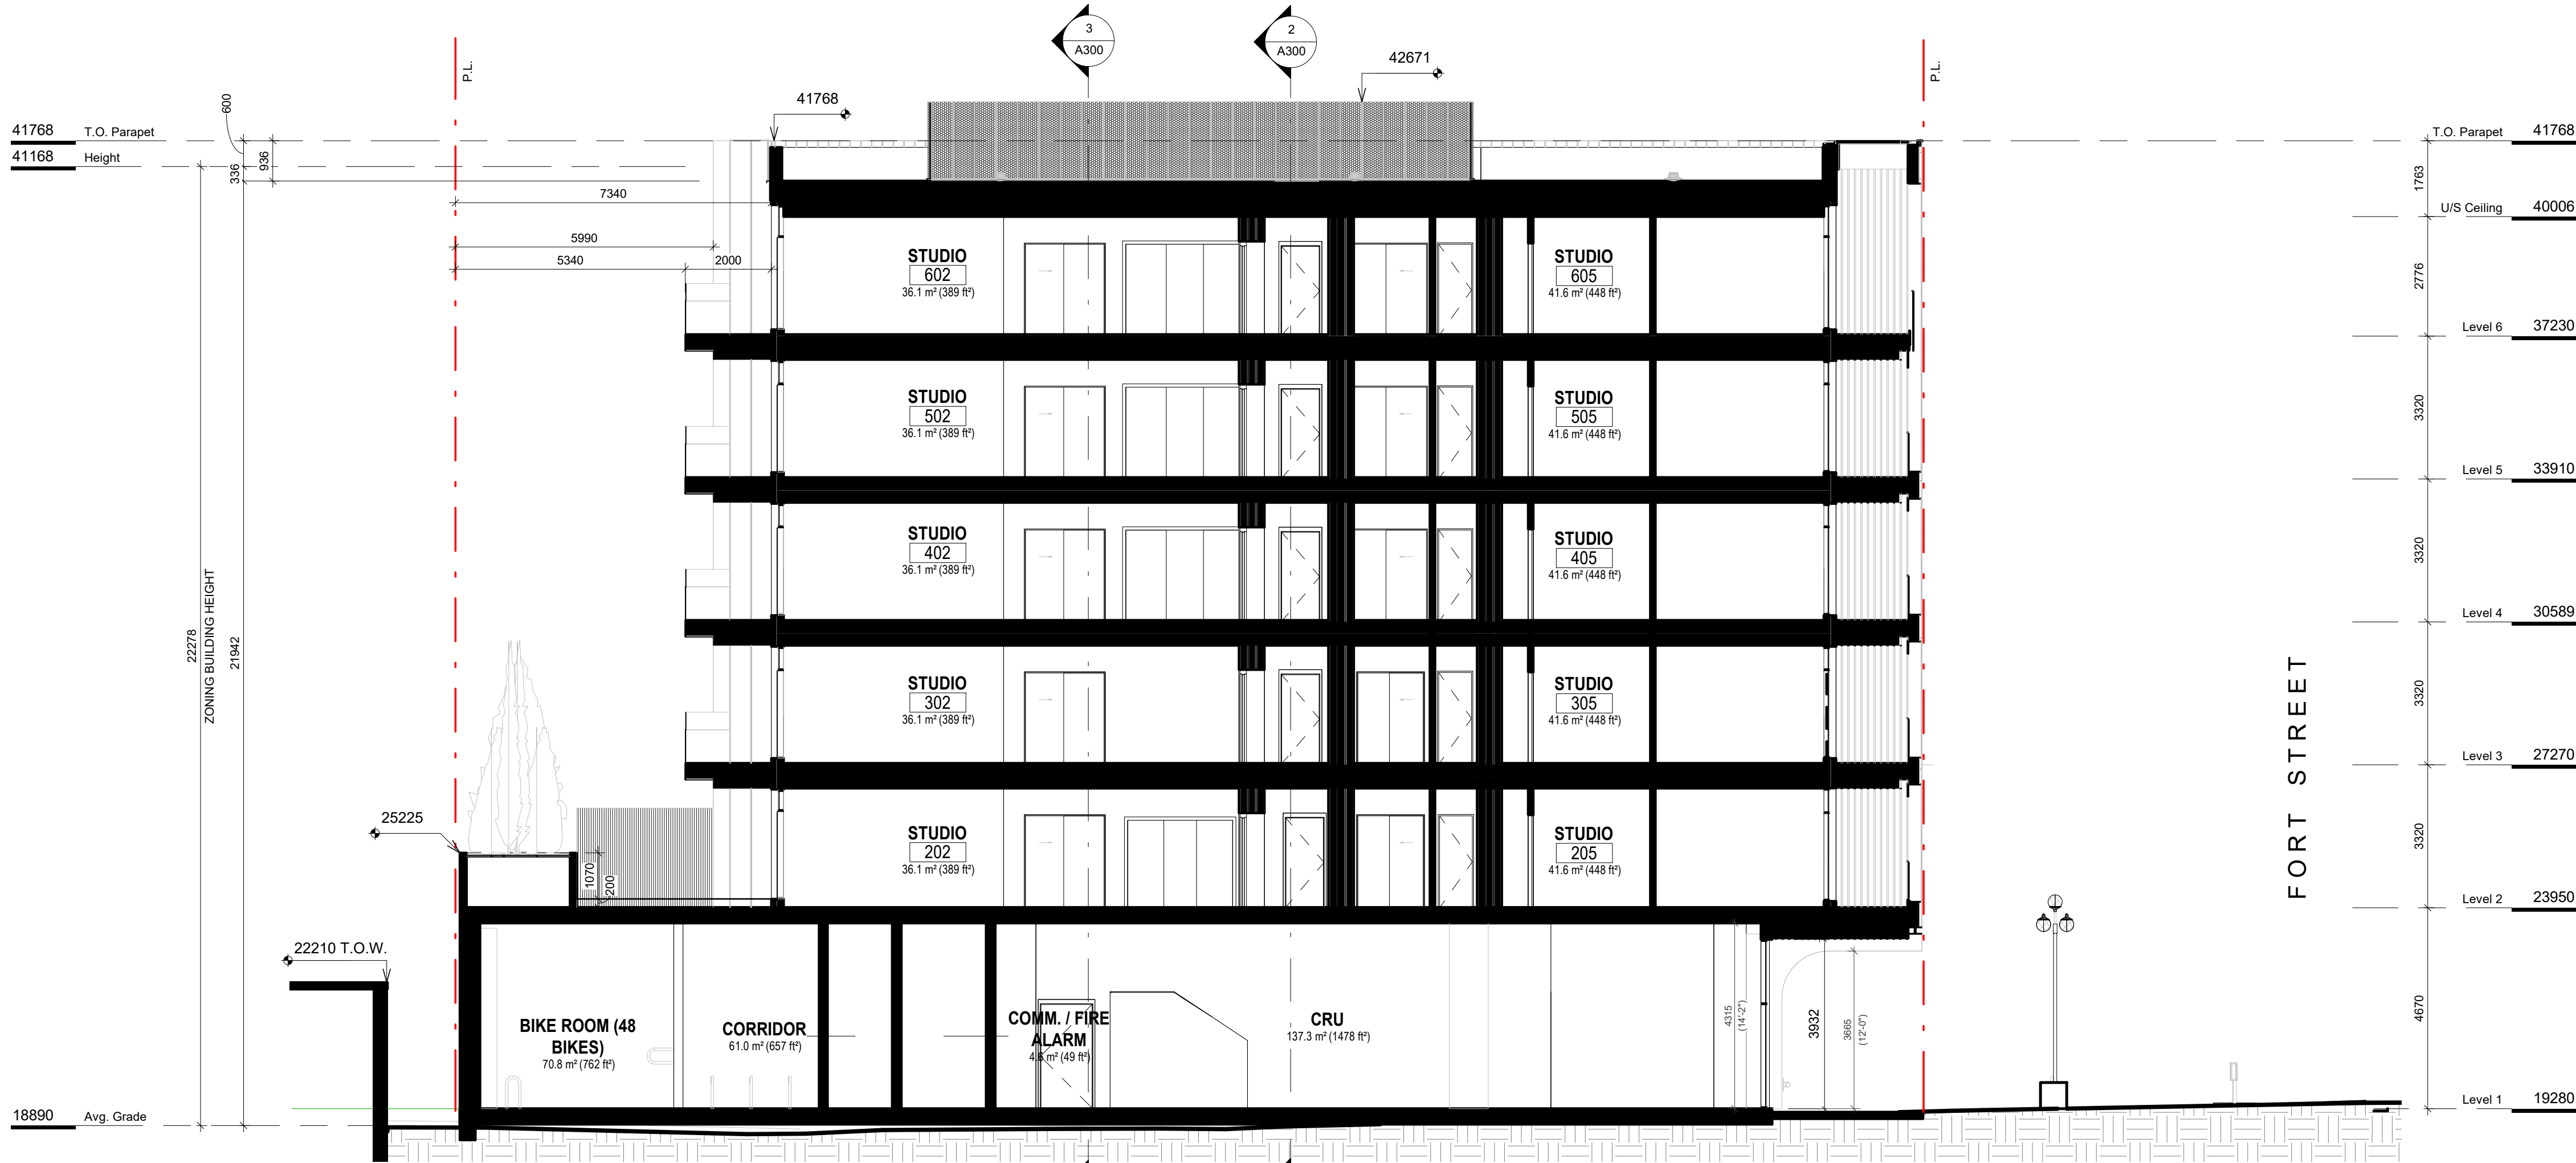 3
A300
2
A300
P.L.
P.L.
42671
41768
600
41768 T.O. Parapet
41168 Height
336
936
T.O. Parapet 41768
1763
7340
U/S Ceiling 40006
5990
5340
2000
STUDIO
602
36.1 m² (389 ft²)
STUDIO
605
41.6 m² (448 ft²)
2776
Level 6 37230
STUDIO
502
36.1 m² (389 ft²)
STUDIO
505
41.6 m² (448 ft²)
3320
Level 5 33910
STUDIO
402
36.1 m² (389 ft²)
STUDIO
405
41.6 m² (448 ft²)
3320
Level 4 30589
22278
ZONING BUILDING HEIGHT
21942
STUDIO
302
36.1 m² (389 ft²)
STUDIO
305
41.6 m² (448 ft²)
3320
Level 3 27270
FORT STREET
25225
STUDIO
202
36.1 m² (389 ft²)
STUDIO
205
41.6 m² (448 ft²)
1070
200
3320
Level 2 23950
22210 T.O.W.
BIKE ROOM (48
BIKES)
70.8 m² (762 ft²)
CORRIDOR
61.0 m² (657 ft²)
COMM. / FIRE
ALARM
4.6 m² (49 ft²)
CRU
137.3 m² (1478 ft²)
4315
(14'-2")
3932
3665
(12'-0")
4670
18890 Avg. Grade
Level 1 19280